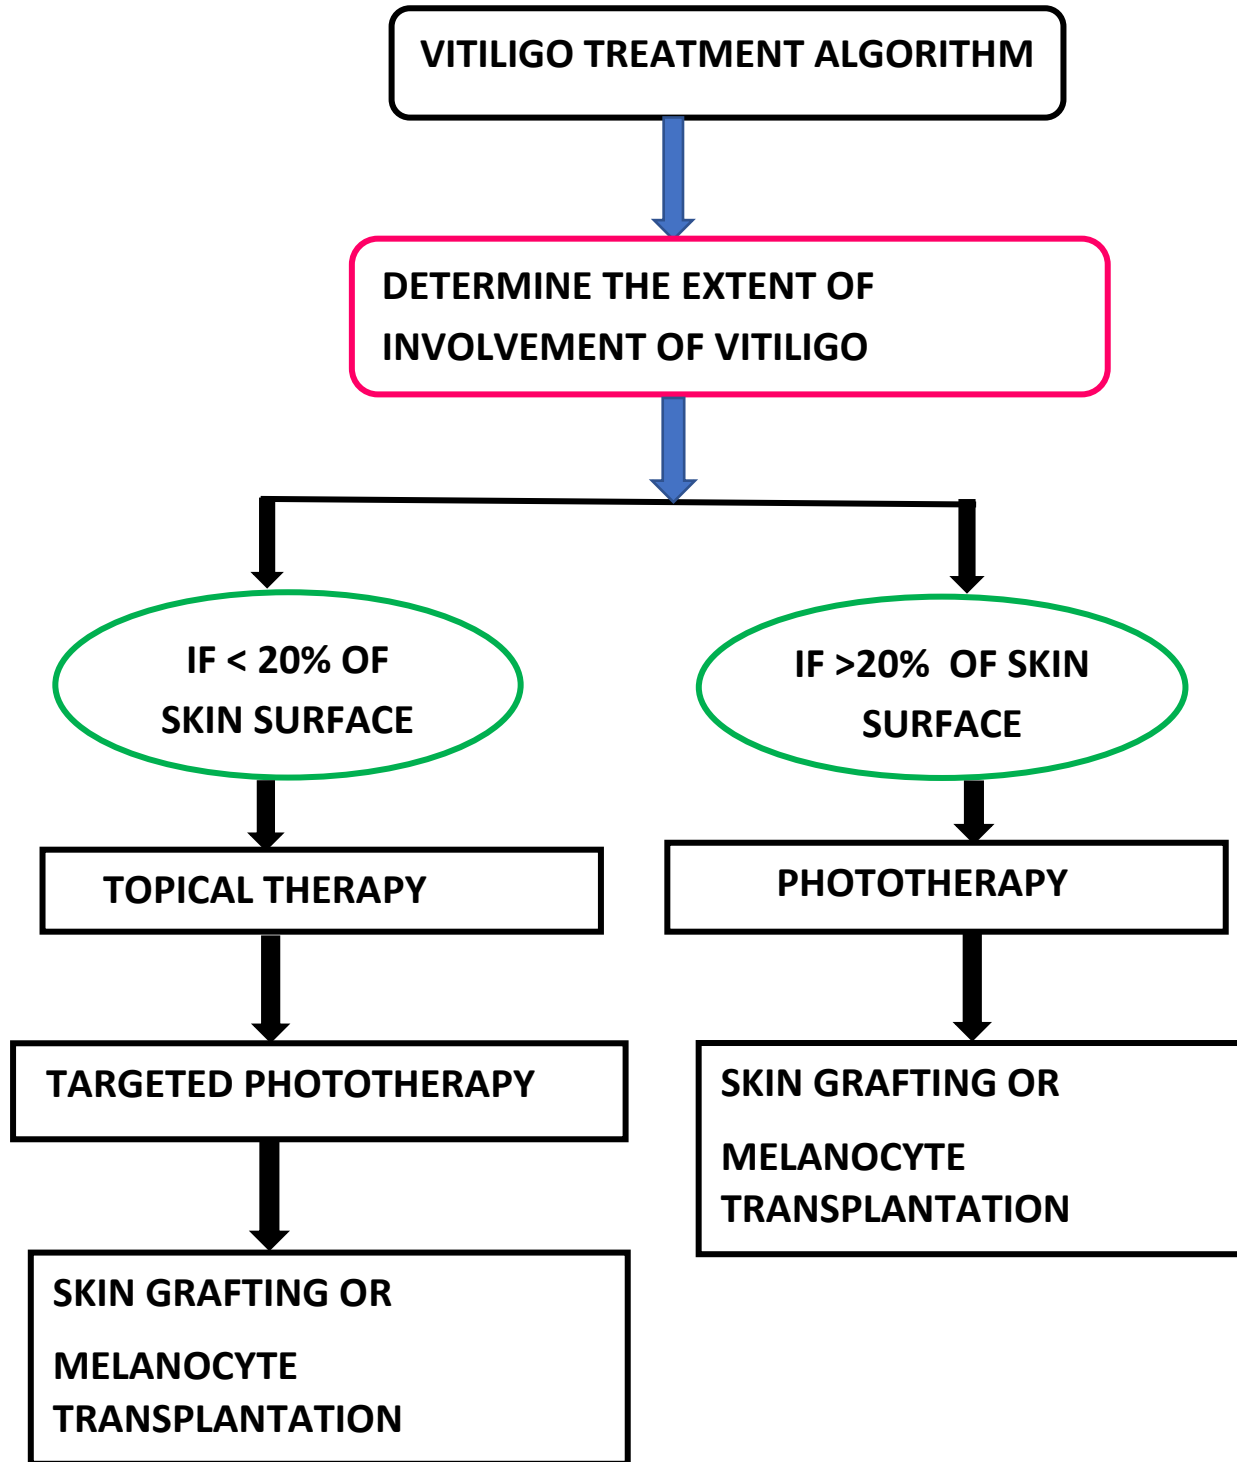 VITILIGO TREATMENT ALGORITHM
DETERMINE THE EXTENT OF
INVOLVEMENT OF VITILIGO
IF < 20% OF
SKIN SURFACE
IF >20% OF SKIN
SURFACE
TOPICAL THERAPY
PHOTOTHERAPY
TARGETED PHOTOTHERAPY
SKIN GRAFTING OR
MELANOCYTE
TRANSPLANTATION
SKIN GRAFTING OR
MELANOCYTE
TRANSPLANTATION